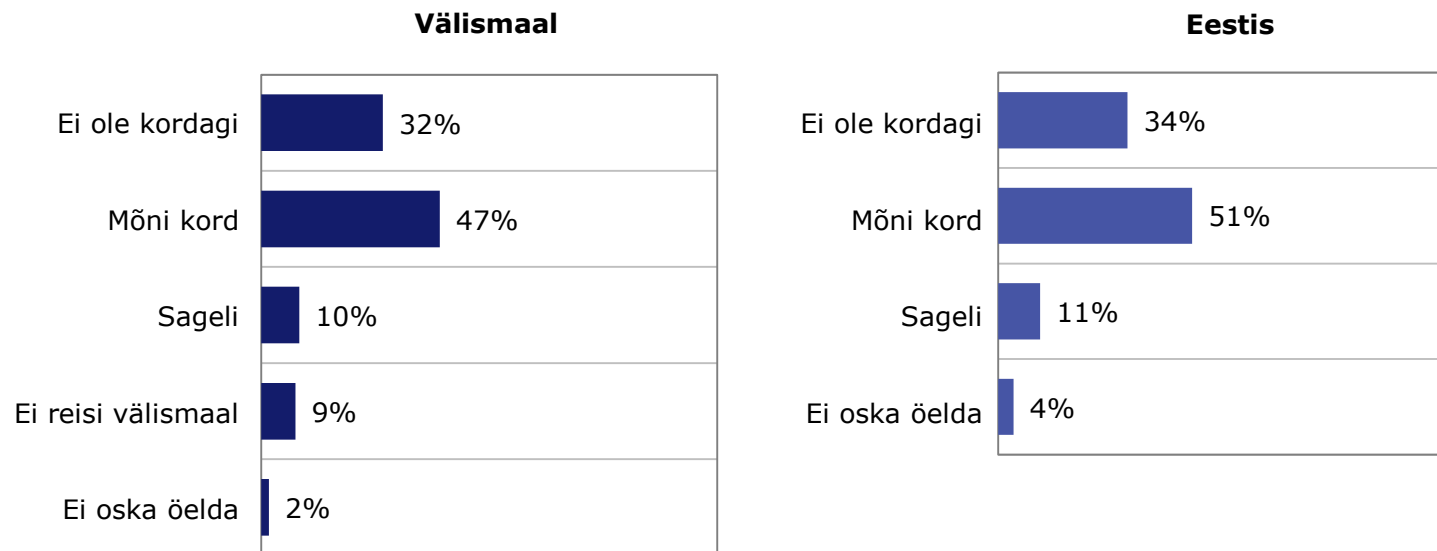 Välismaal
Ei ole kordagi 32%
Mõni kord 47%
Sageli 10%
Ei reisi välismaal 9%
Ei oska öelda 2%
Eestis
Ei ole kordagi 34%
Mõni kord 51%
Sageli 11%
Ei oska öelda 4%